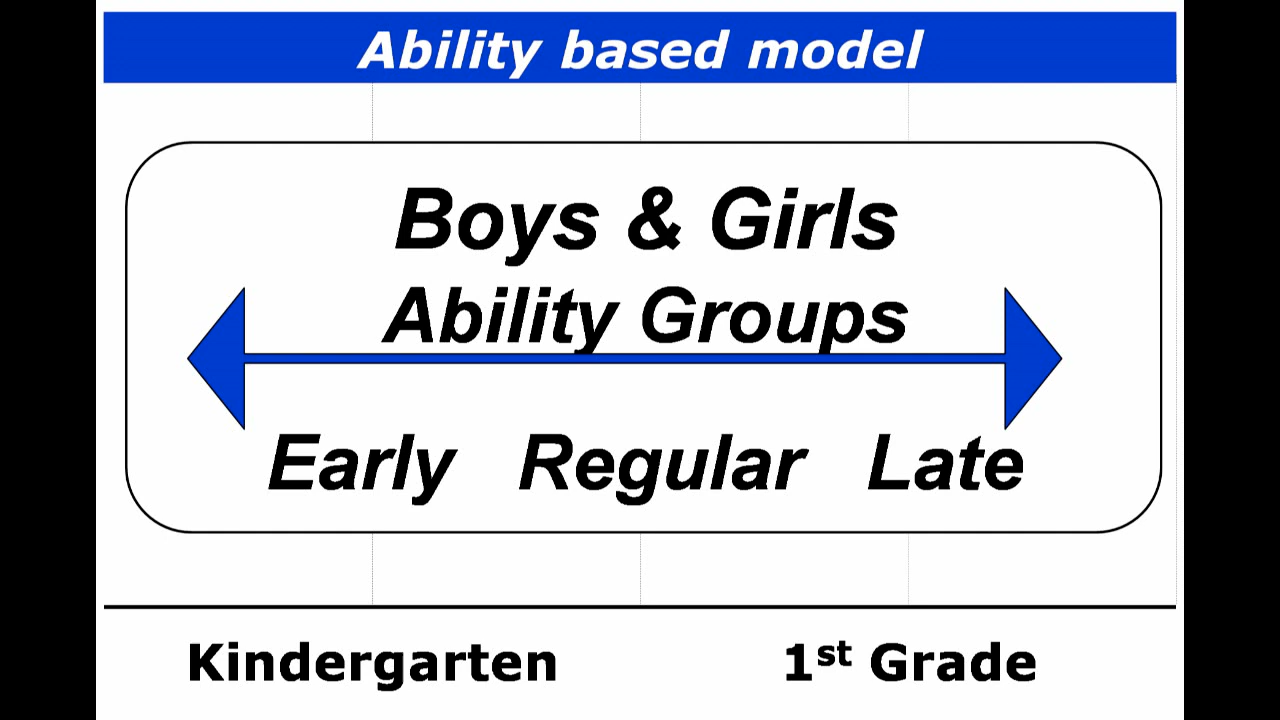 Ability based model
Boys & Girls
Ability Groups
Early Regular Late
Kindergarten 1st Grade